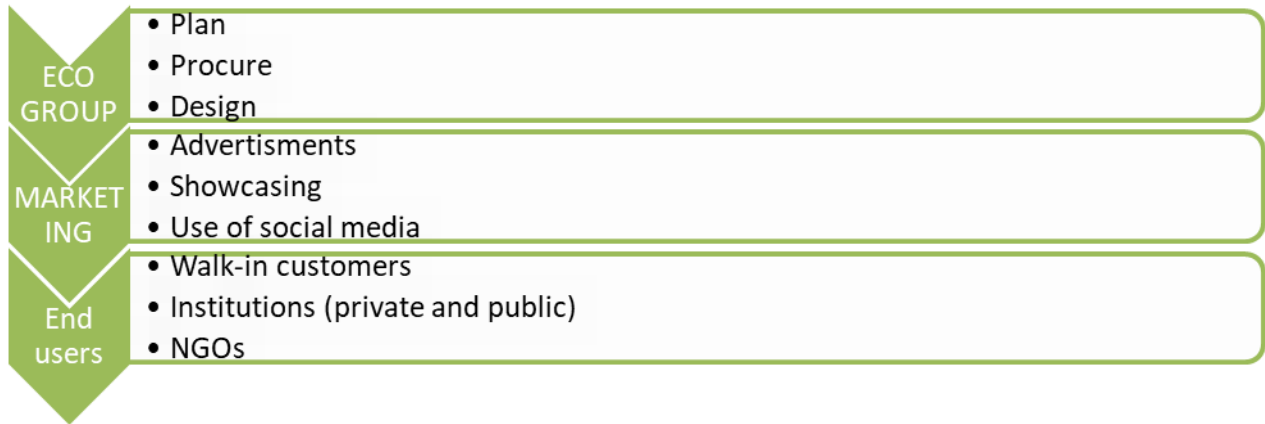 ECO
GROUP
• Plan
• Procure
• Design
MARKET
ING
• Advertisments
• Showcasing
• Use of social media
End
users
• Walk-in customers
• Institutions (private and public)
• NGOs